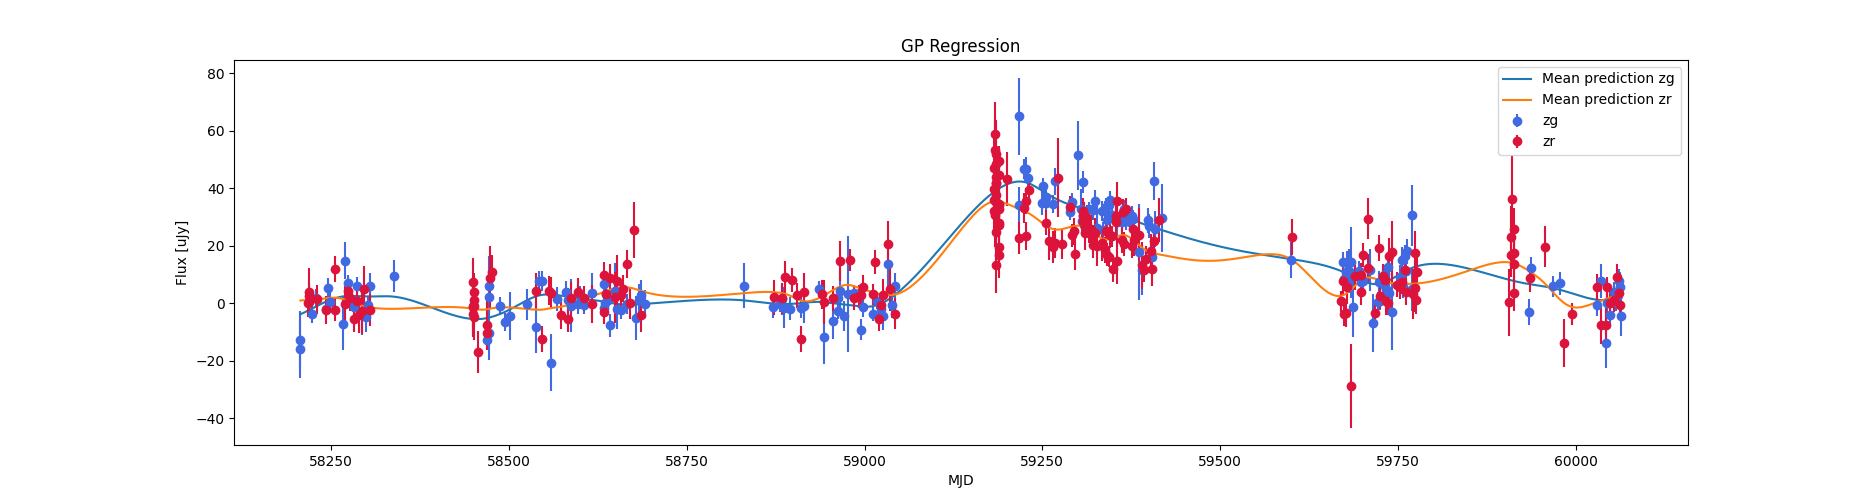 GP Regression
Flux [uJy]
80
60
40
20
0
−20
−40
Mean prediction zg
Mean prediction zr
zg
zr
58250
58500
58750
59000
59250
59500
59750
60000
MJD